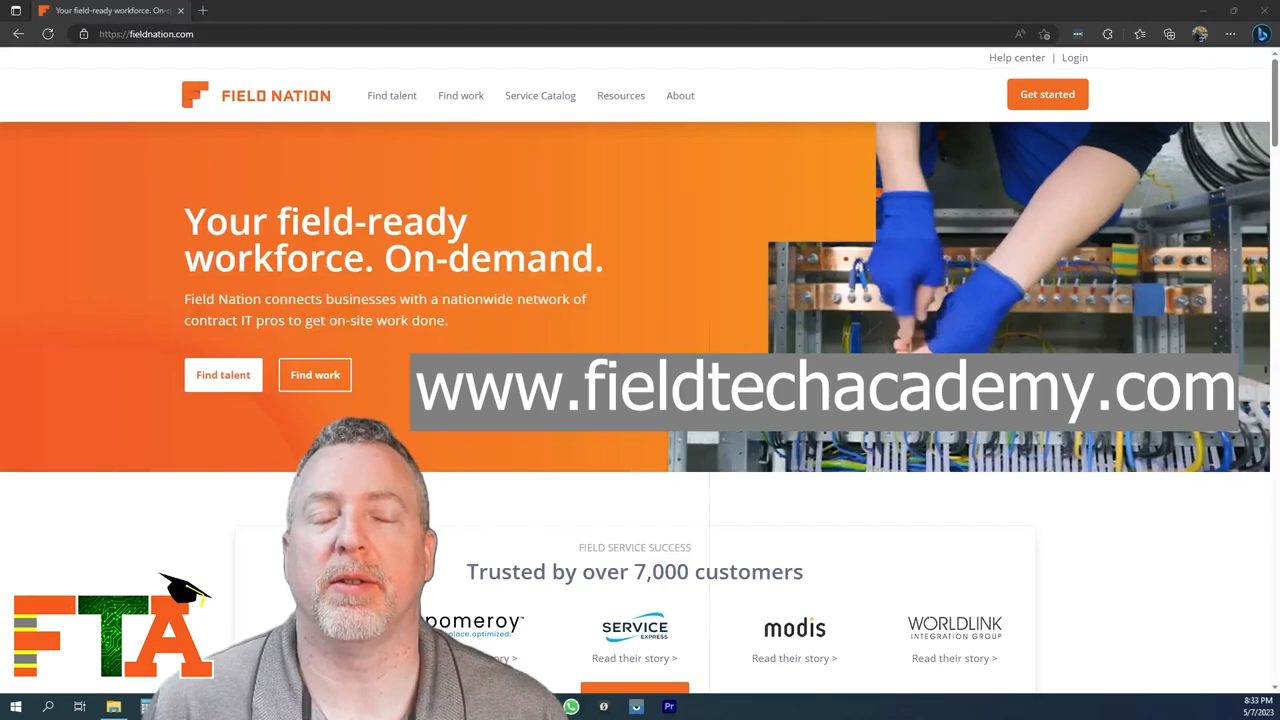 Your field-ready workforce. On-d
https://fieldnation.com
Help center | Login
FIELD NATION
Find talent
Find work
Service Catalog
Resources
About
Get started
Your field-ready
workforce. On-demand.
Field Nation connects businesses with a nationwide network of
contract IT pros to get on-site work done.
Find talent
Find work
www.fieldtechacademy.com
FIELD SERVICE SUCCESS
Trusted by over 7,000 customers
pomeroy
place.optimized.
SERVICE
EXPRESS
modis
WORLDLINK
INTEGRATION GROUP
Read their story >
Read their story >
Read their story >
FTA
Pr
8:33 PM
5/7/2023